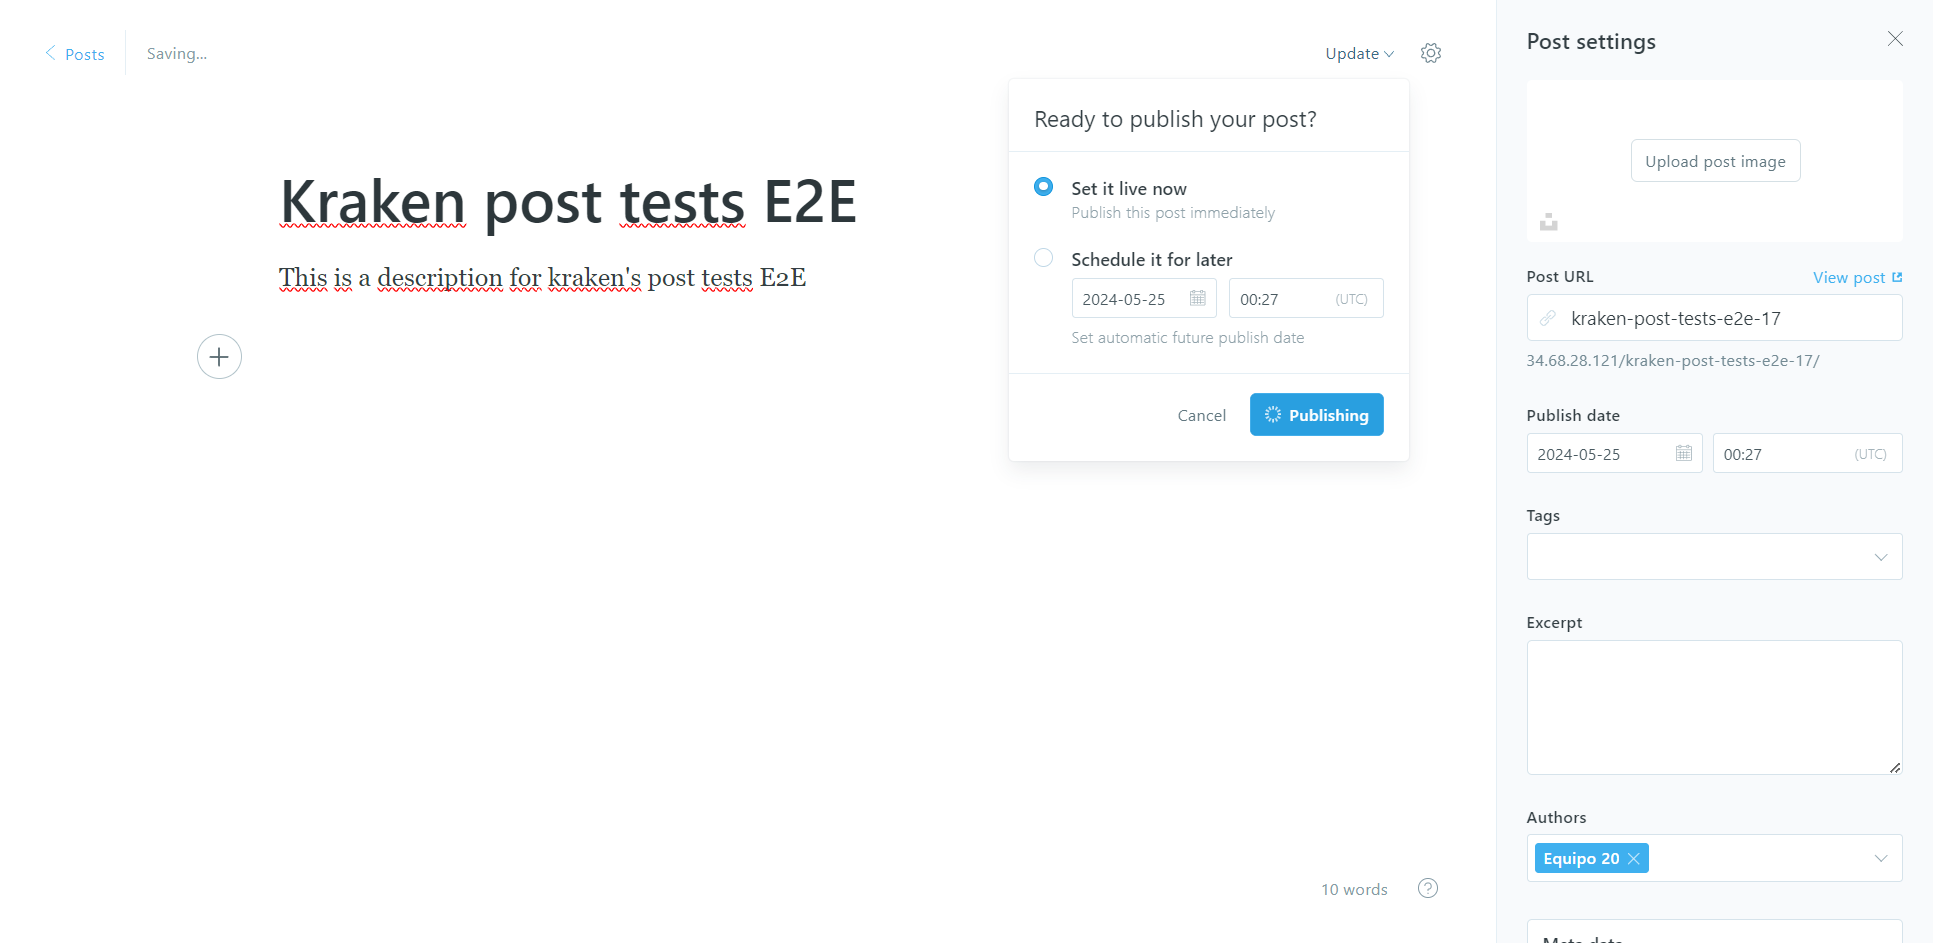 Posts
Saving...
Update
Kraken post tests E2E
This is a description for kraken's post tests E2E
Ready to publish your post?
Set it live now
Publish this post immediately
Schedule it for later
2024-05-25
00:27 (UTC)
Set automatic future publish date
Cancel
Publishing
10 words
?
Post settings
Upload post image
Post URL
View post
kraken-post-tests-e2e-17
34.68.28.121/kraken-post-tests-e2e-17/
Publish date
2024-05-25
00:27 (UTC)
Tags
Excerpt
Authors
Equipo 20
Meta data